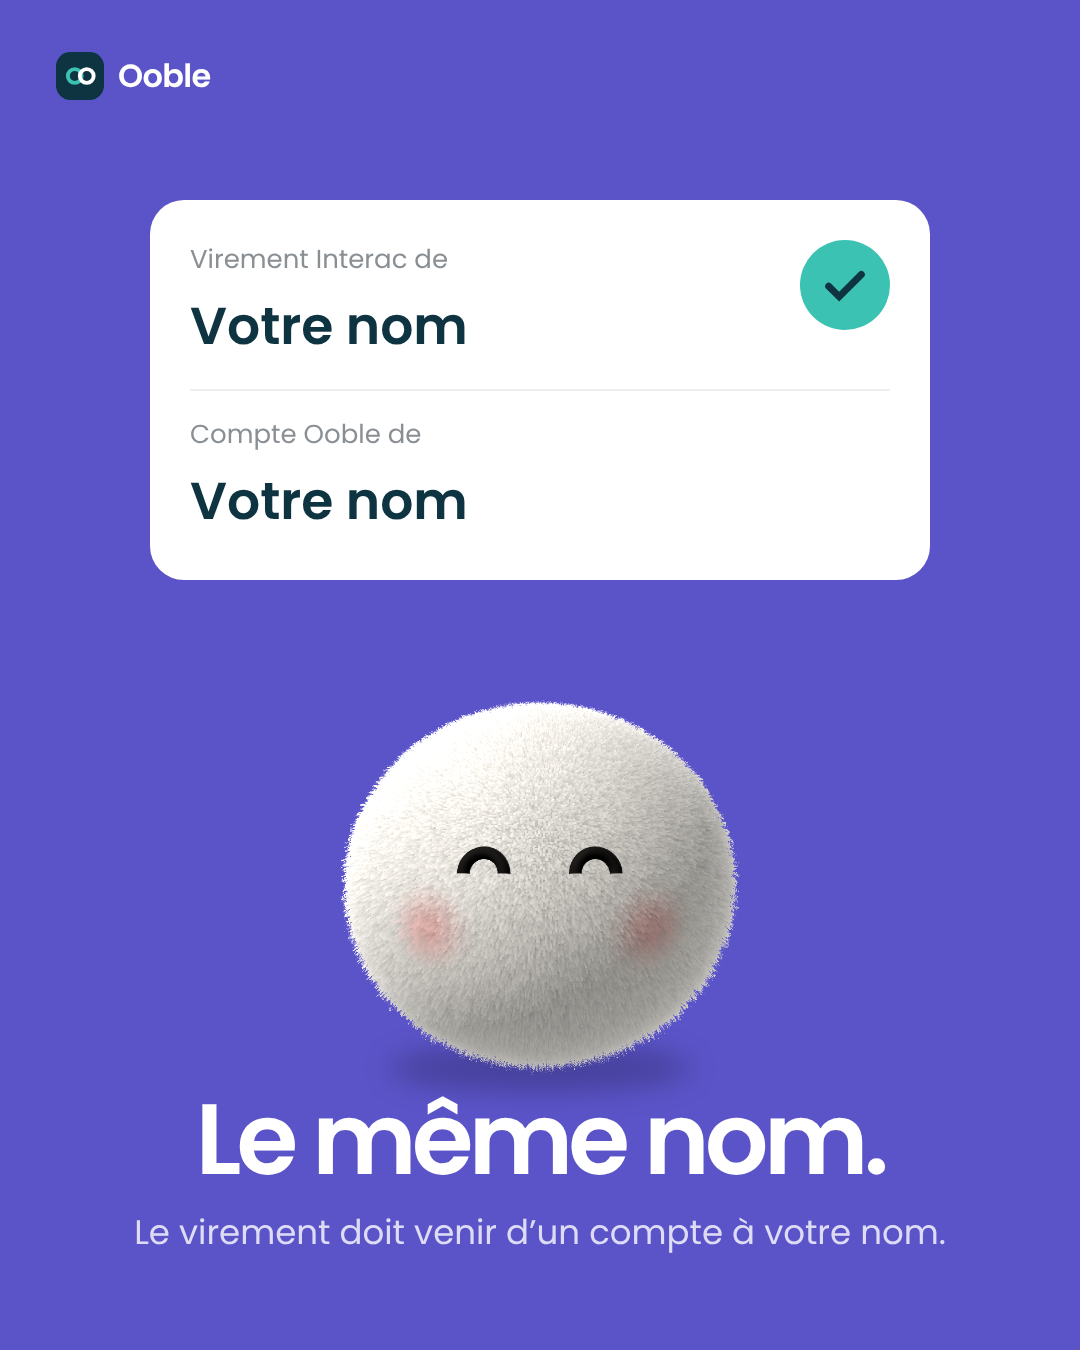 Ooble
Virement Interac de
Votre nom
Compte Ooble de
Votre nom
Le même nom.
Le virement doit venir d’un compte à votre nom.